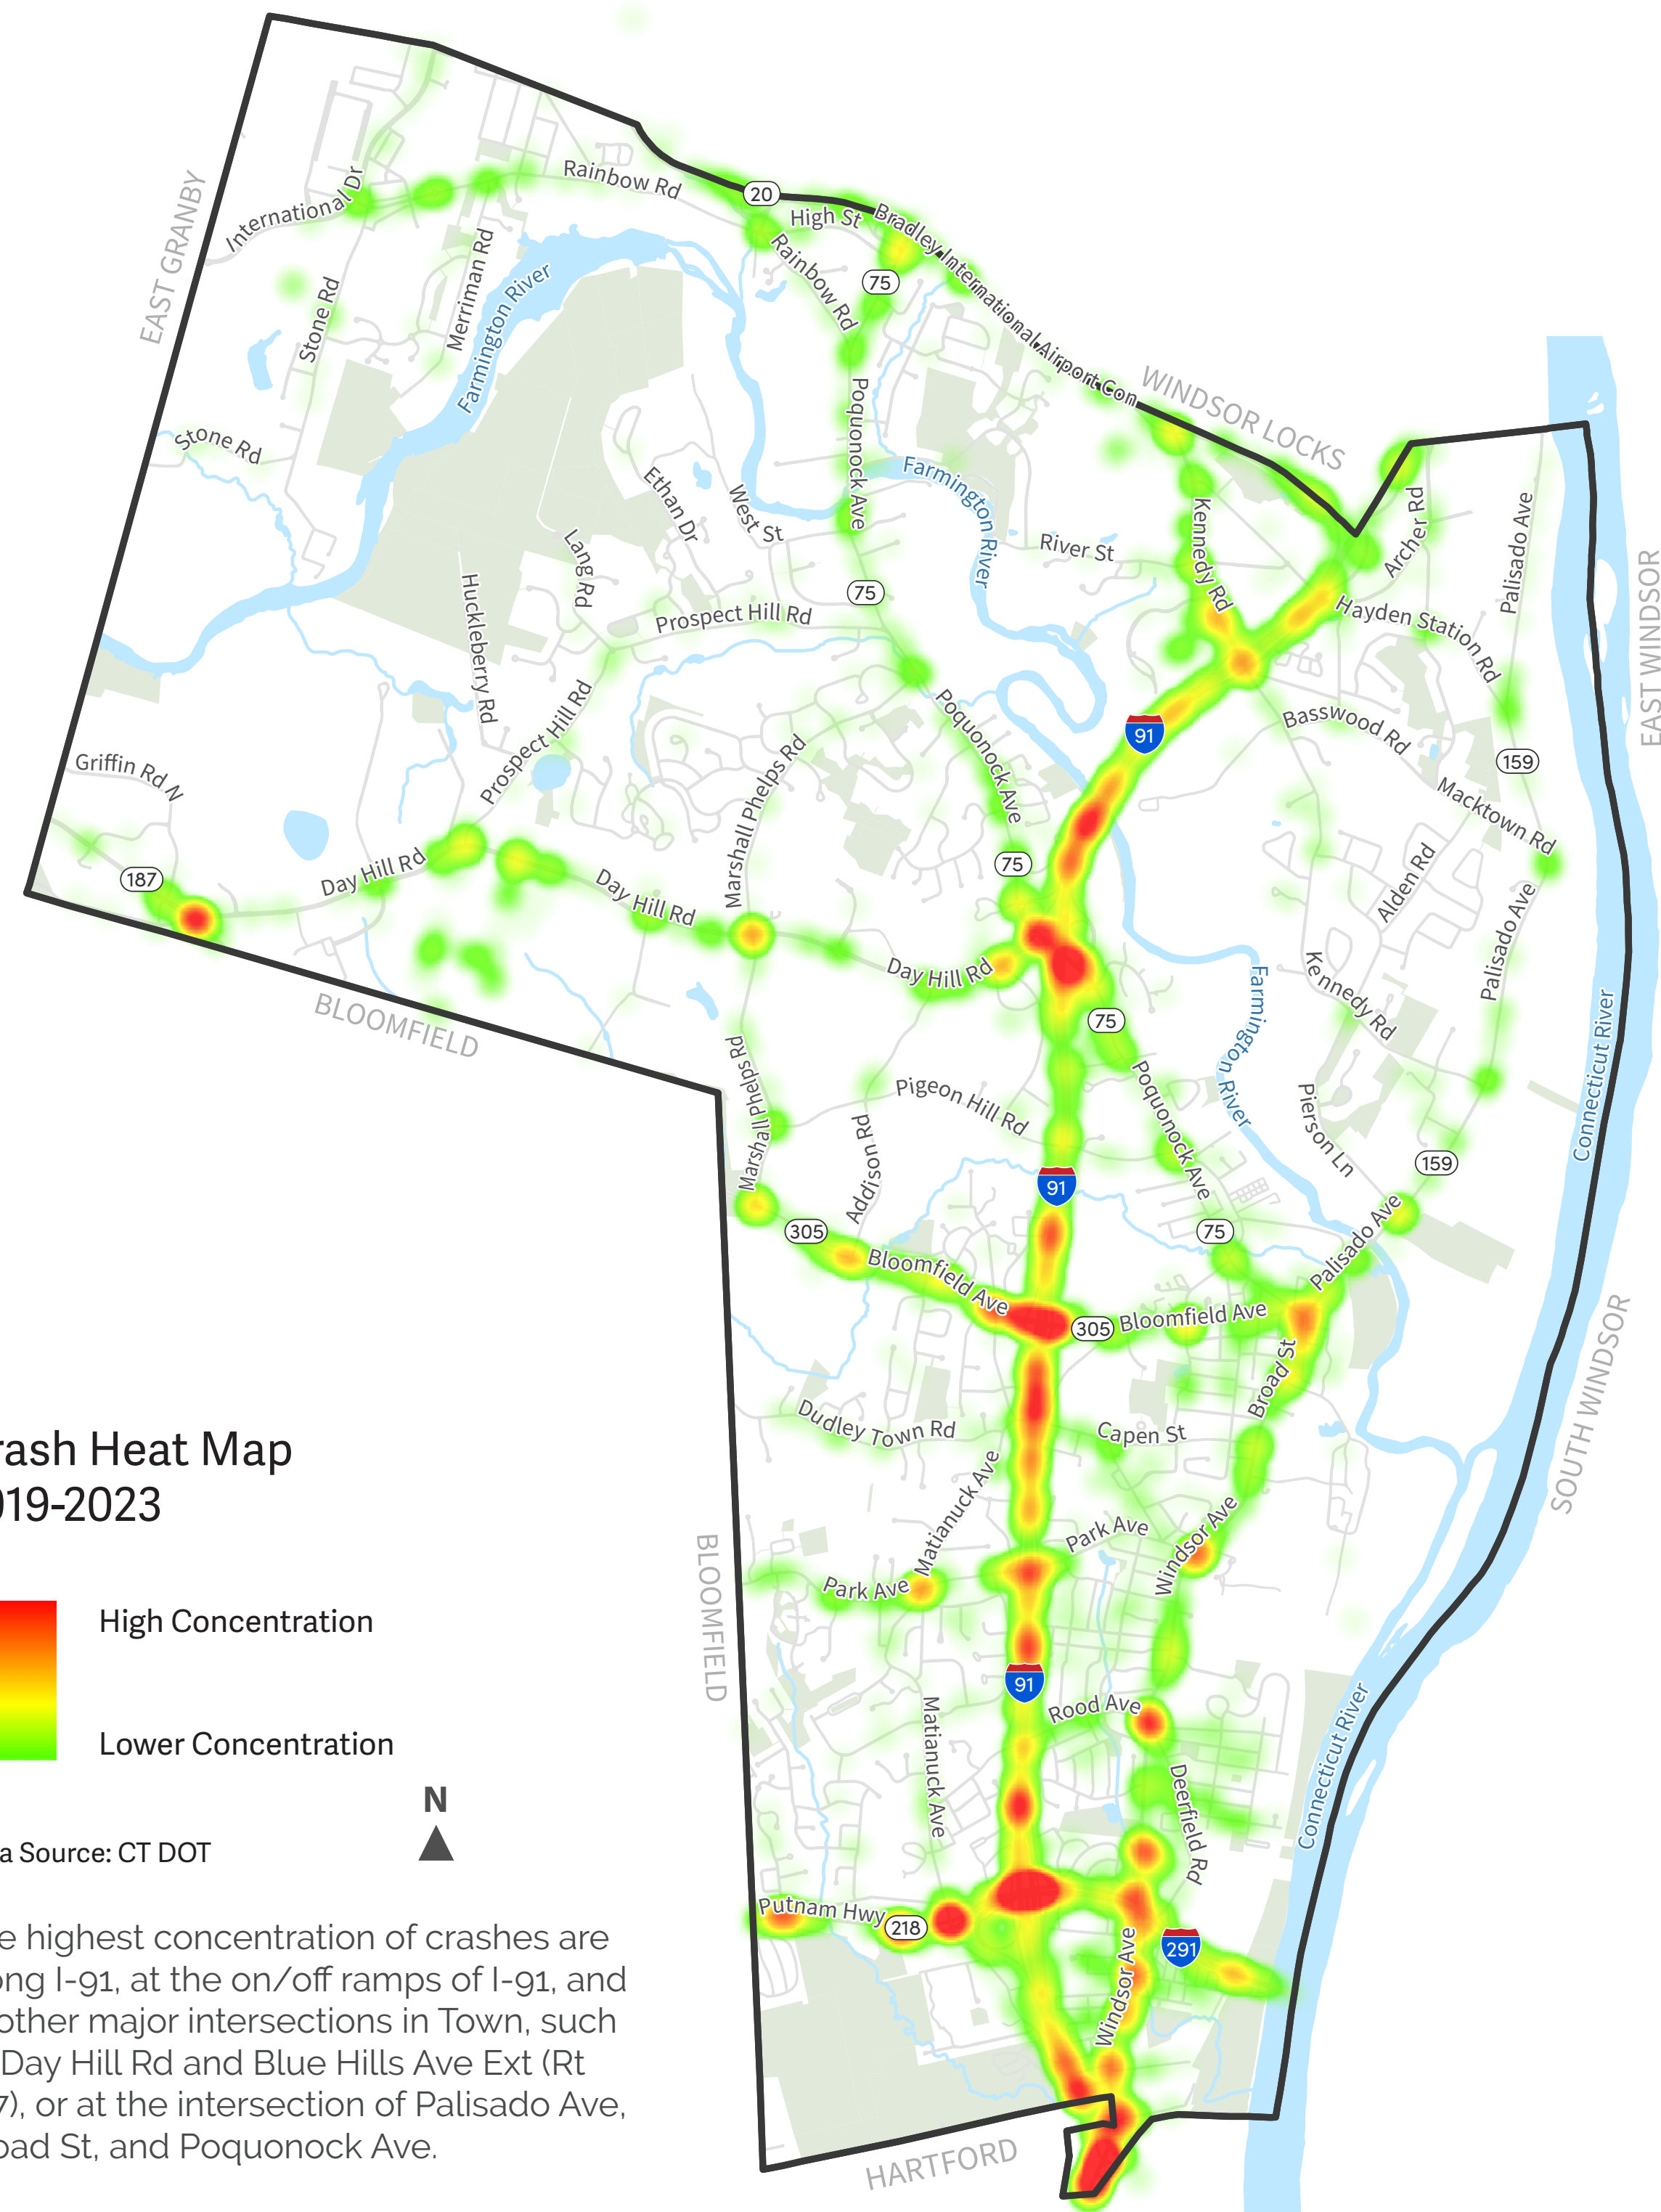 EAST GRANBY
International Dr
Rainbow Rd
20
High St
Bradley International Airport Con
Rainbow Rd
75
Stone Rd
Merriman Rd
Farmington River
WINDSOR LOCKS
Stone Rd
Poquonock Ave
Farmington River
Ethan Dr
West St
Lang Rd
Huckleberry Rd
River St
Kennedy Rd
Archer Rd
Palisado Ave
EAST WINDSOR
75
Prospect Hill Rd
Hayden Station Rd
Prospect Hill Rd
Poquonock Ave
91
Basswood Rd
159
Griffin Rd N
Marshall Phelps Rd
Macktown Rd
187
Day Hill Rd
75
Alden Rd
Day Hill Rd
Palisado Ave
Day Hill Rd
Kennedy Rd
BLOOMFIELD
75
Farmington River
Connecticut River
Marshall Phelps Rd
Pigeon Hill Rd
Poquonock Ave
Addison Rd
Pierson Ln
159
91
305
75
Palisado Ave
Bloomfield Ave
305
Bloomfield Ave
Broad St
SOUTH WINDSOR
Dudley Town Rd
Capen St
rash Heat Map
019-2023
Matianuck Ave
Park Ave
Windsor Ave
Park Ave
BLOOMFIELD
High Concentration
91
Rood Ave
Connecticut River
Matianuck Ave
Lower Concentration
Deerfield Rd
N
a Source: CT DOT
Putnam Hwy
218
291
Windsor Ave
e highest concentration of crashes are
ong I-91, at the on/off ramps of I-91, and
other major intersections in Town, such
Day Hill Rd and Blue Hills Ave Ext (Rt
7), or at the intersection of Palisado Ave,
oad St, and Poquonock Ave.
HARTFORD